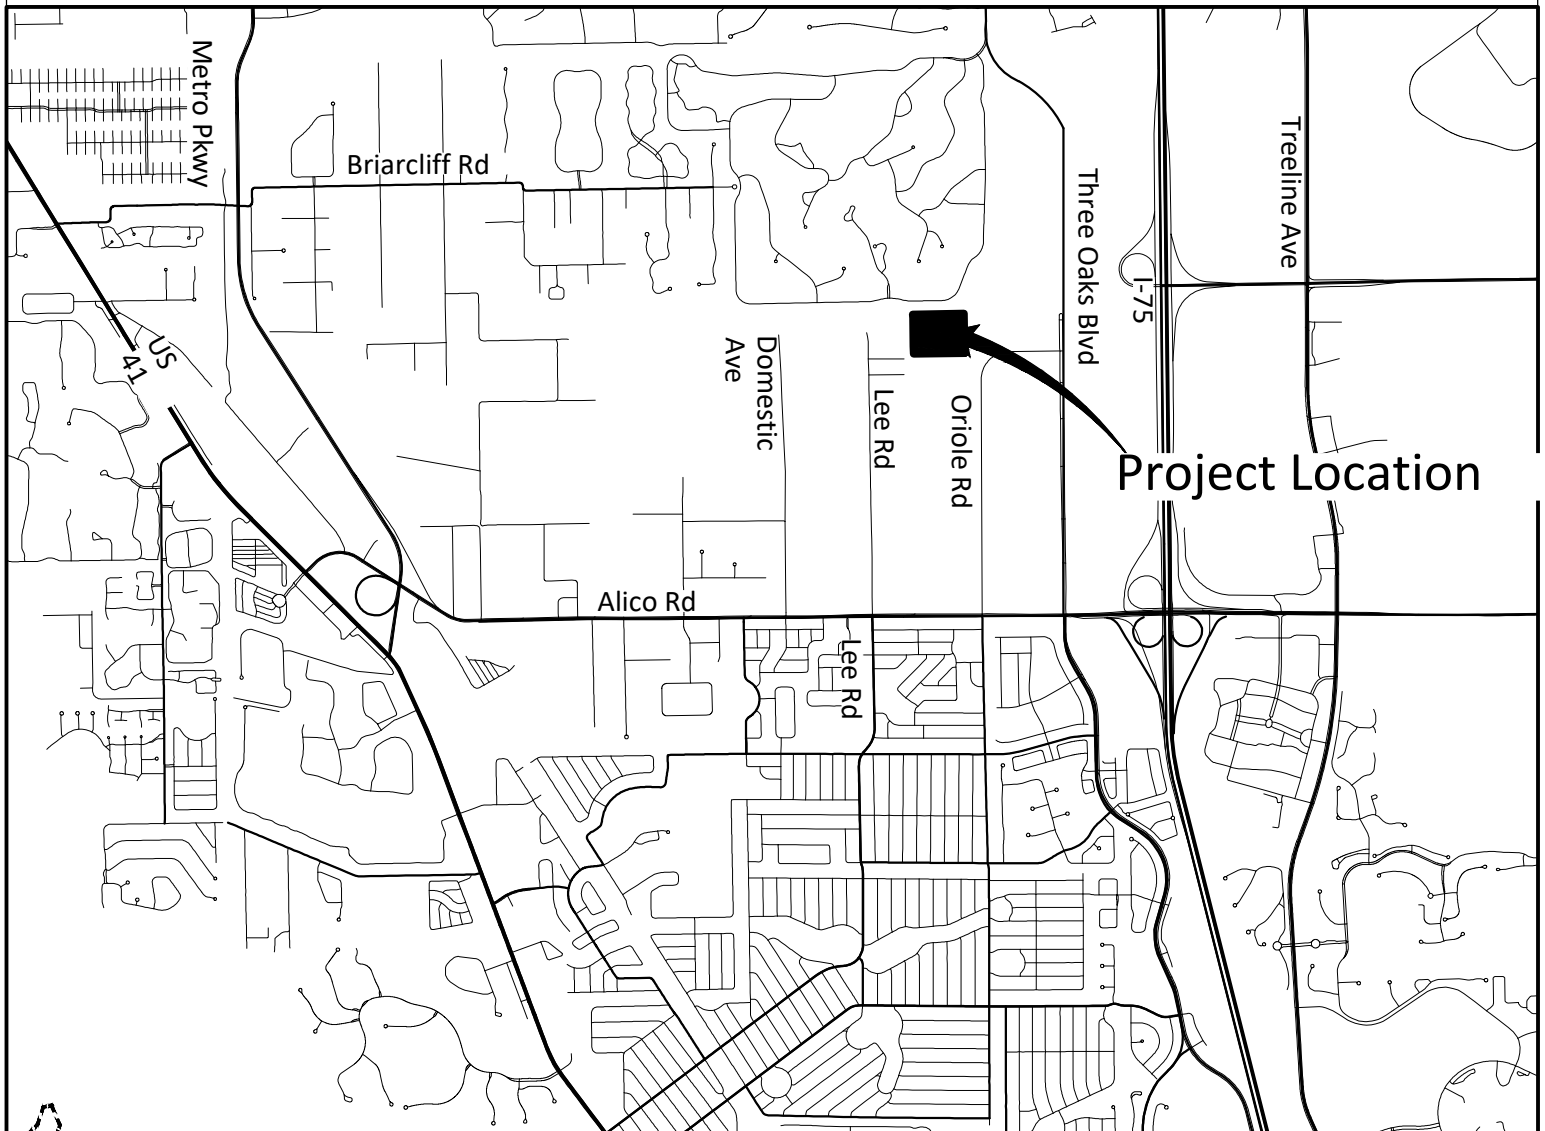 Metro Pkwy
Briarcliff Rd
Treeline Ave
Three Oaks Blvd
I-75
US
41
Domestic
Ave
Lee Rd
Oriole Rd
Project Location
Alico Rd
Lee Rd